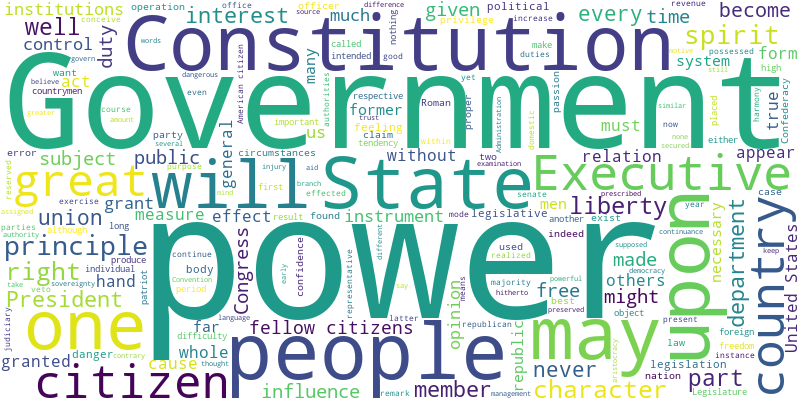 institutions
conceive
operation
office
source
difference
increase
revenue
words
nothing
Constitution
interest
much
officer
given
political
privilege
every
time
become
well
control
duty
American citizen
called
intended
good
make
duties
possessed
motive
spirit
govern
want
act
countrymen
many
authorities
respective
former
yet
Roman
proper
passion
system
still
form
high
Government
believe
greater
course
amount
even
dangerous
important
trust
claim
tendency
feeling
us
within
Administration
domestic
must
placed
similar
now
none
secured
true
harmony
Confederacy
error
subject
party
several
public
general
circumstances
without
two
examination
relation
either
appear
reserved
assigned
great
will
purpose
mind
injury
aid
first
branch
effected
State
senate
prescribed
Executive
year
case
exercise
grant
union
measure
effect
result
found
instrument
mode
legislative
men
another
exist
liberty
department
necessary
continuance
keep
parties
authority
although
long
principle
produce
individual
right
take
veto
sovereignty
hand
patriot
continue
body
Convention
period
Congress
early
confidence
representative
different
say
power
used
realized
means
majority
hitherto
indeed
supposed
powerful
democracy
free
best
preserved
made
others
might
object
upon
present
foreign
freedom
law
instance
country
United States
President
judiciary
one
far
language
difficulty
fellow citizens
latter
republican
opinion
republic
may
aristocracy
never
legislation
nation
part
granted
danger
contrary
cause
whole
thought
citizen
people
influence
remark
member
management
character
Legislature